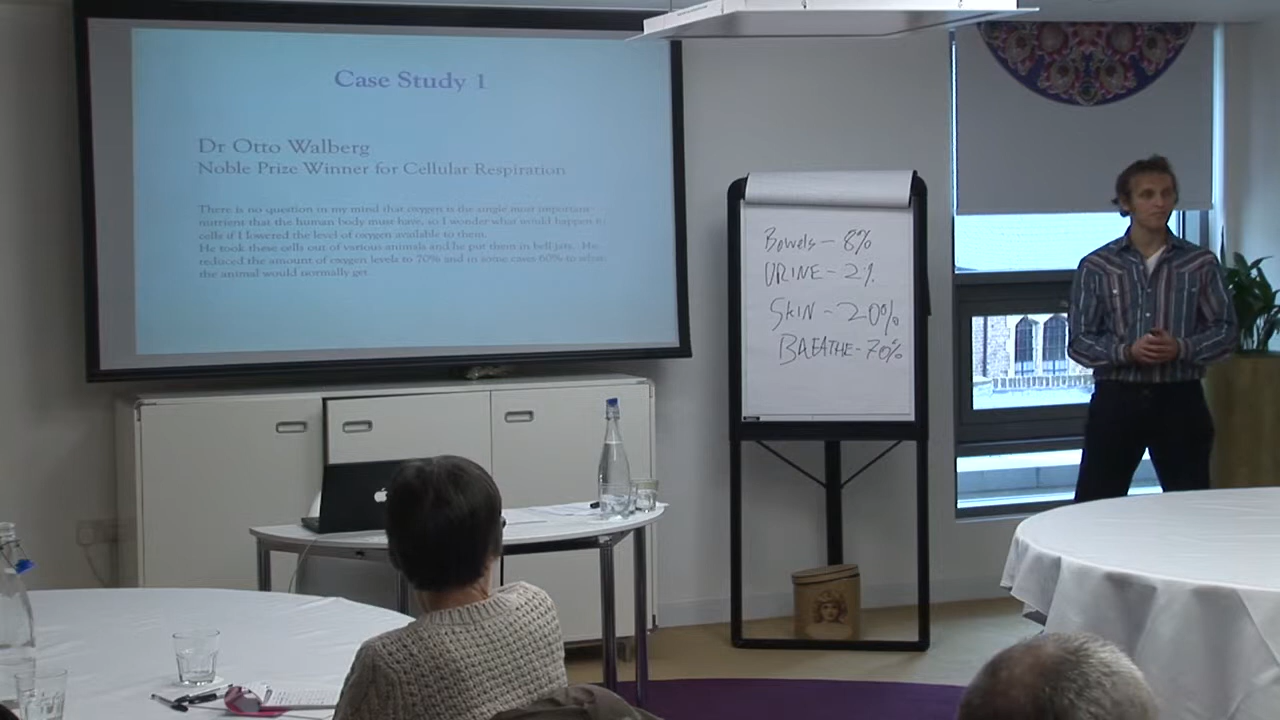 Case Study 1
Dr Otto Walberg
Noble Prize Winner for Cellular Respiration
There is no question in my mind that oxygen is the single most important
nutrient that the human body must have, so I wonder what would happen to
cells if I lowered the level of oxygen available to them.
He took these cells out of various animals and he put them in bell jars. He
reduced the amount of oxygen levels to 70% and in some cases 60% to what
the animal would normally get
Bowels - 8%
URINE - 2%
SKIN - 20%
BREATHE - 70%